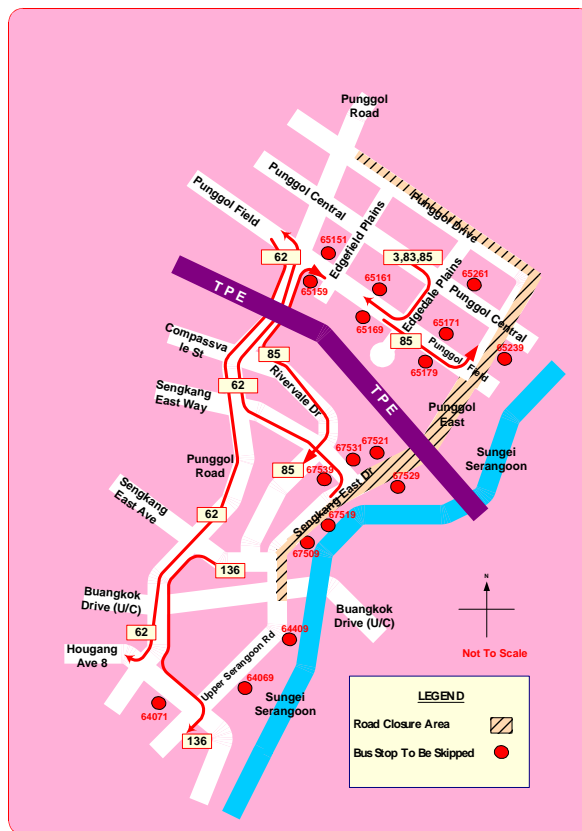 Punggol
Road
Punggol Central
Punggol Field
Edgefield Plains
Punggol Drive
65151
62
3,83,85
65159
65161
65261
Edgedale Plains
Punggol
Central
TPE
65169
65171
85
65239
Compassva
le St
85
Punggol
Field
65179
Rivervale Dr
62
Sengkang
East Way
TPE
Punggol
East
Punggol
Road
67531
67521
Sungei
Serangoon
85
67539
67529
Sengkang
East Ave
Sengkang East Dr
62
67519
67509
136
Buangkok
Drive (U/C)
Buangkok
Drive (U/C)
N
62
64409
Hougang
Ave 8
Not To Scale
Upper Serangoon Rd
64069
64071
Sungei
Serangoon
136
LEGEND
Road Closure Area
Bus Stop To Be Skipped